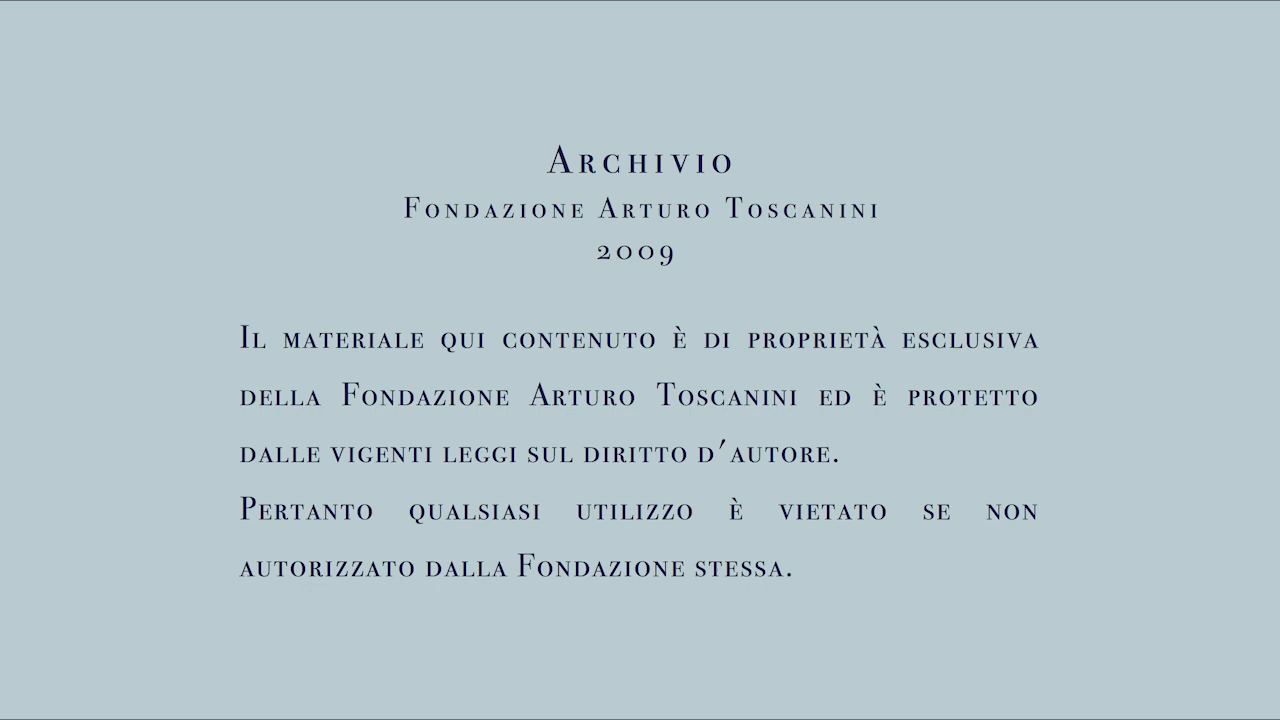 Archivio
Fondazione Arturo Toscanini
2009
Il materiale qui contenuto è di proprietà esclusiva
della Fondazione Arturo Toscanini ed è protetto
dalle vigenti leggi sul diritto d'autore.
Pertanto qualsiasi utilizzo è vietato se non
autorizzato dalla Fondazione stessa.